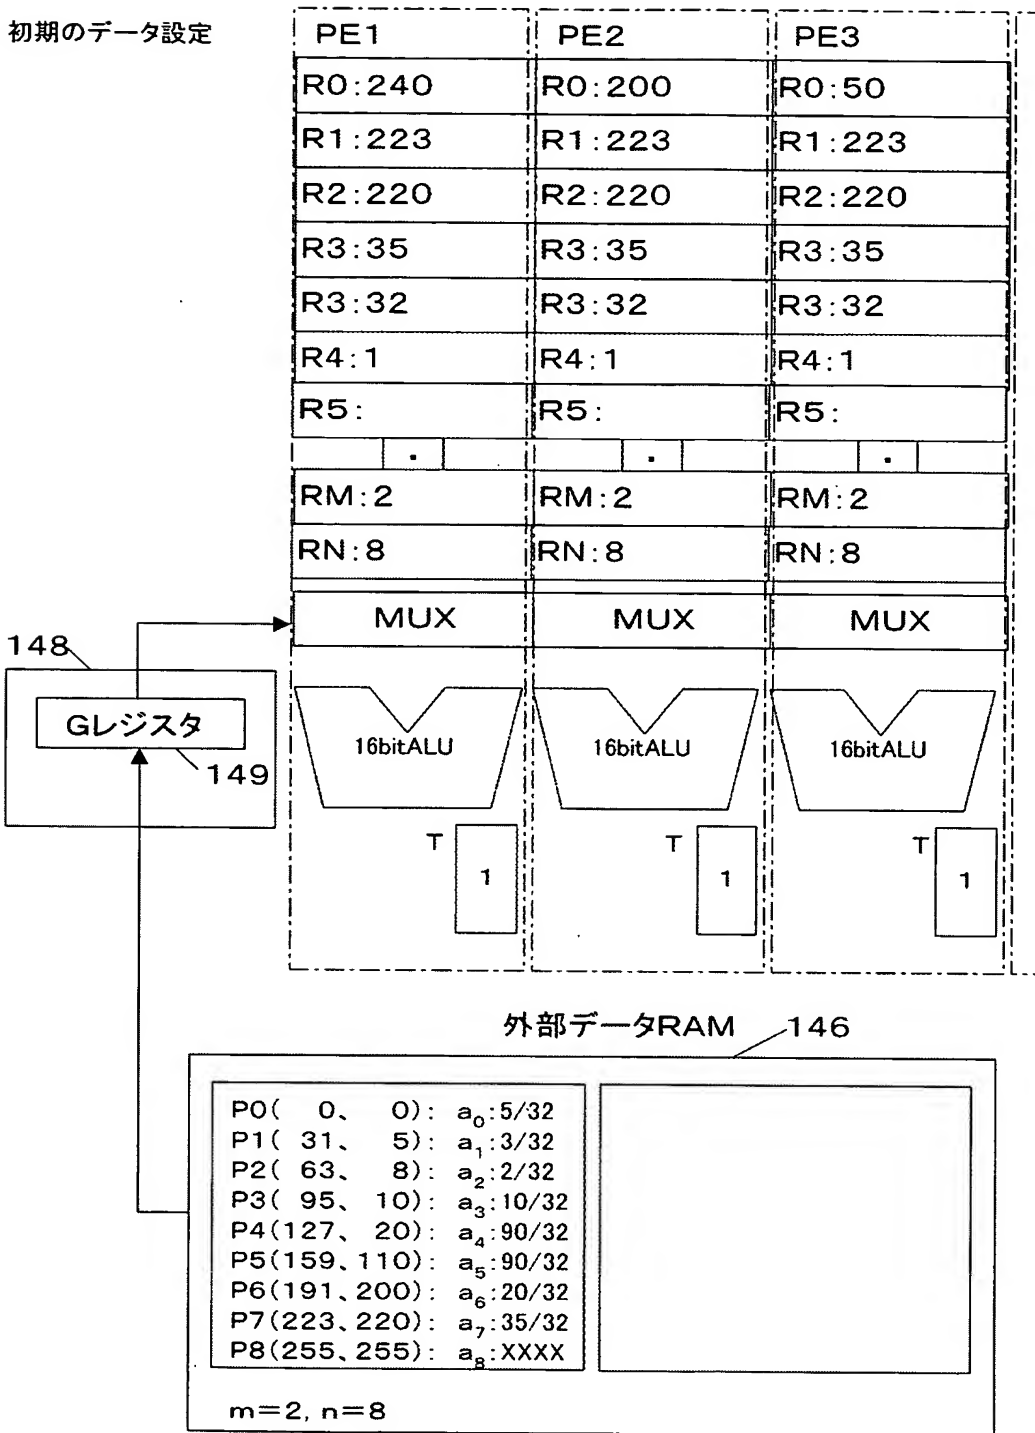 初期のデータ設定
PE1 PE2 PE3
R0:240 R0:200 R0:50
R1:223 R1:223 R1:223
R2:220 R2:220 R2:220
R3:35 R3:35 R3:35
R3:32 R3:32 R3:32
R4:1 R4:1 R4:1
R5: R5: R5:
RM:2 RM:2 RM:2
RN:8 RN:8 RN:8
MUX MUX MUX
148
Gレジスタ
149
16bitALU 16bitALU 16bitALU
T T T
1 1 1
外部データRAM 146
P0( 0、 0): a₀:5/32
P1( 31、 5): a₁:3/32
P2( 63、 8): a₂:2/32
P3( 95、 10): a₃:10/32
P4(127、 20): a₄:90/32
P5(159、110): a₅:90/32
P6(191、200): a₆:20/32
P7(223、220): a₇:35/32
P8(255、255): a₈:XXXX
m=2, n=8